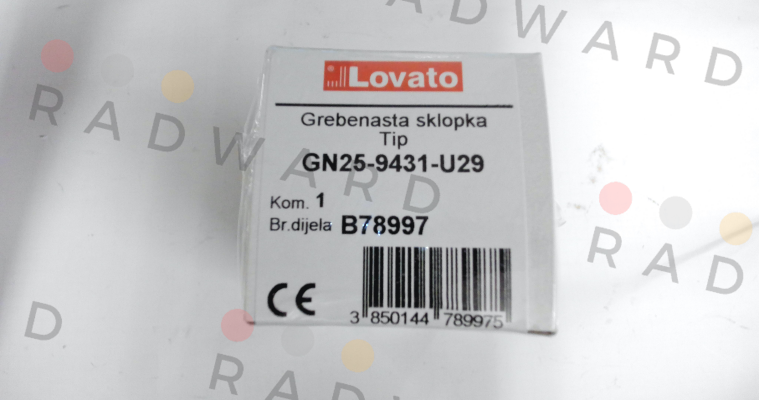 RADWARD
RADWARD
Lovato
Grebenasta sklopka
Tip
GN25-9431-U29
Kom. 1
Br.dijela B78997
CE
3 850144 789975
RAD
D
RADWARD